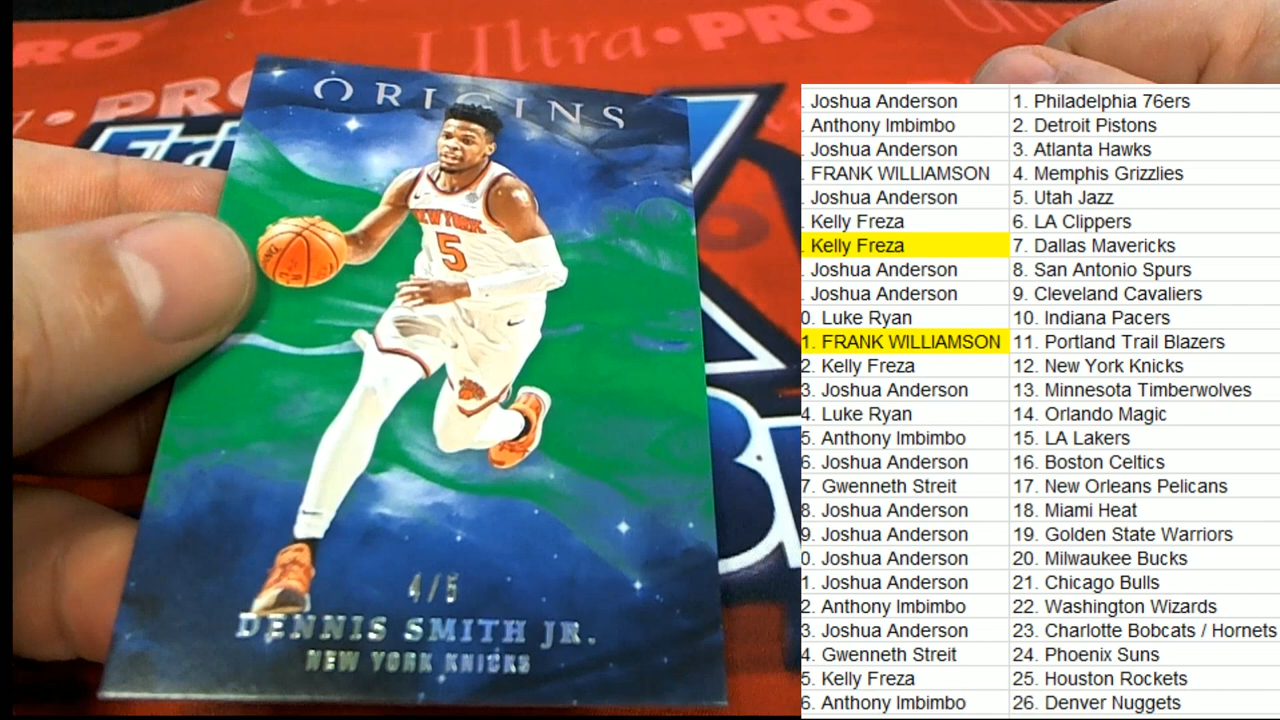 Ultra•PRO
PRO
ORIGINS
NEW YORK
5
4/5
DENNIS SMITH JR.
NEW YORK KNICKS
. Joshua Anderson 1. Philadelphia 76ers
. Anthony Imbimbo 2. Detroit Pistons
. Joshua Anderson 3. Atlanta Hawks
. FRANK WILLIAMSON 4. Memphis Grizzlies
. Joshua Anderson 5. Utah Jazz
. Kelly Freza 6. LA Clippers
. Kelly Freza 7. Dallas Mavericks
. Joshua Anderson 8. San Antonio Spurs
. Joshua Anderson 9. Cleveland Cavaliers
0. Luke Ryan 10. Indiana Pacers
1. FRANK WILLIAMSON 11. Portland Trail Blazers
2. Kelly Freza 12. New York Knicks
3. Joshua Anderson 13. Minnesota Timberwolves
4. Luke Ryan 14. Orlando Magic
5. Anthony Imbimbo 15. LA Lakers
6. Joshua Anderson 16. Boston Celtics
7. Gwenneth Streit 17. New Orleans Pelicans
8. Joshua Anderson 18. Miami Heat
9. Joshua Anderson 19. Golden State Warriors
0. Joshua Anderson 20. Milwaukee Bucks
1. Joshua Anderson 21. Chicago Bulls
2. Anthony Imbimbo 22. Washington Wizards
3. Joshua Anderson 23. Charlotte Bobcats / Hornets
4. Gwenneth Streit 24. Phoenix Suns
5. Kelly Freza 25. Houston Rockets
6. Anthony Imbimbo 26. Denver Nuggets